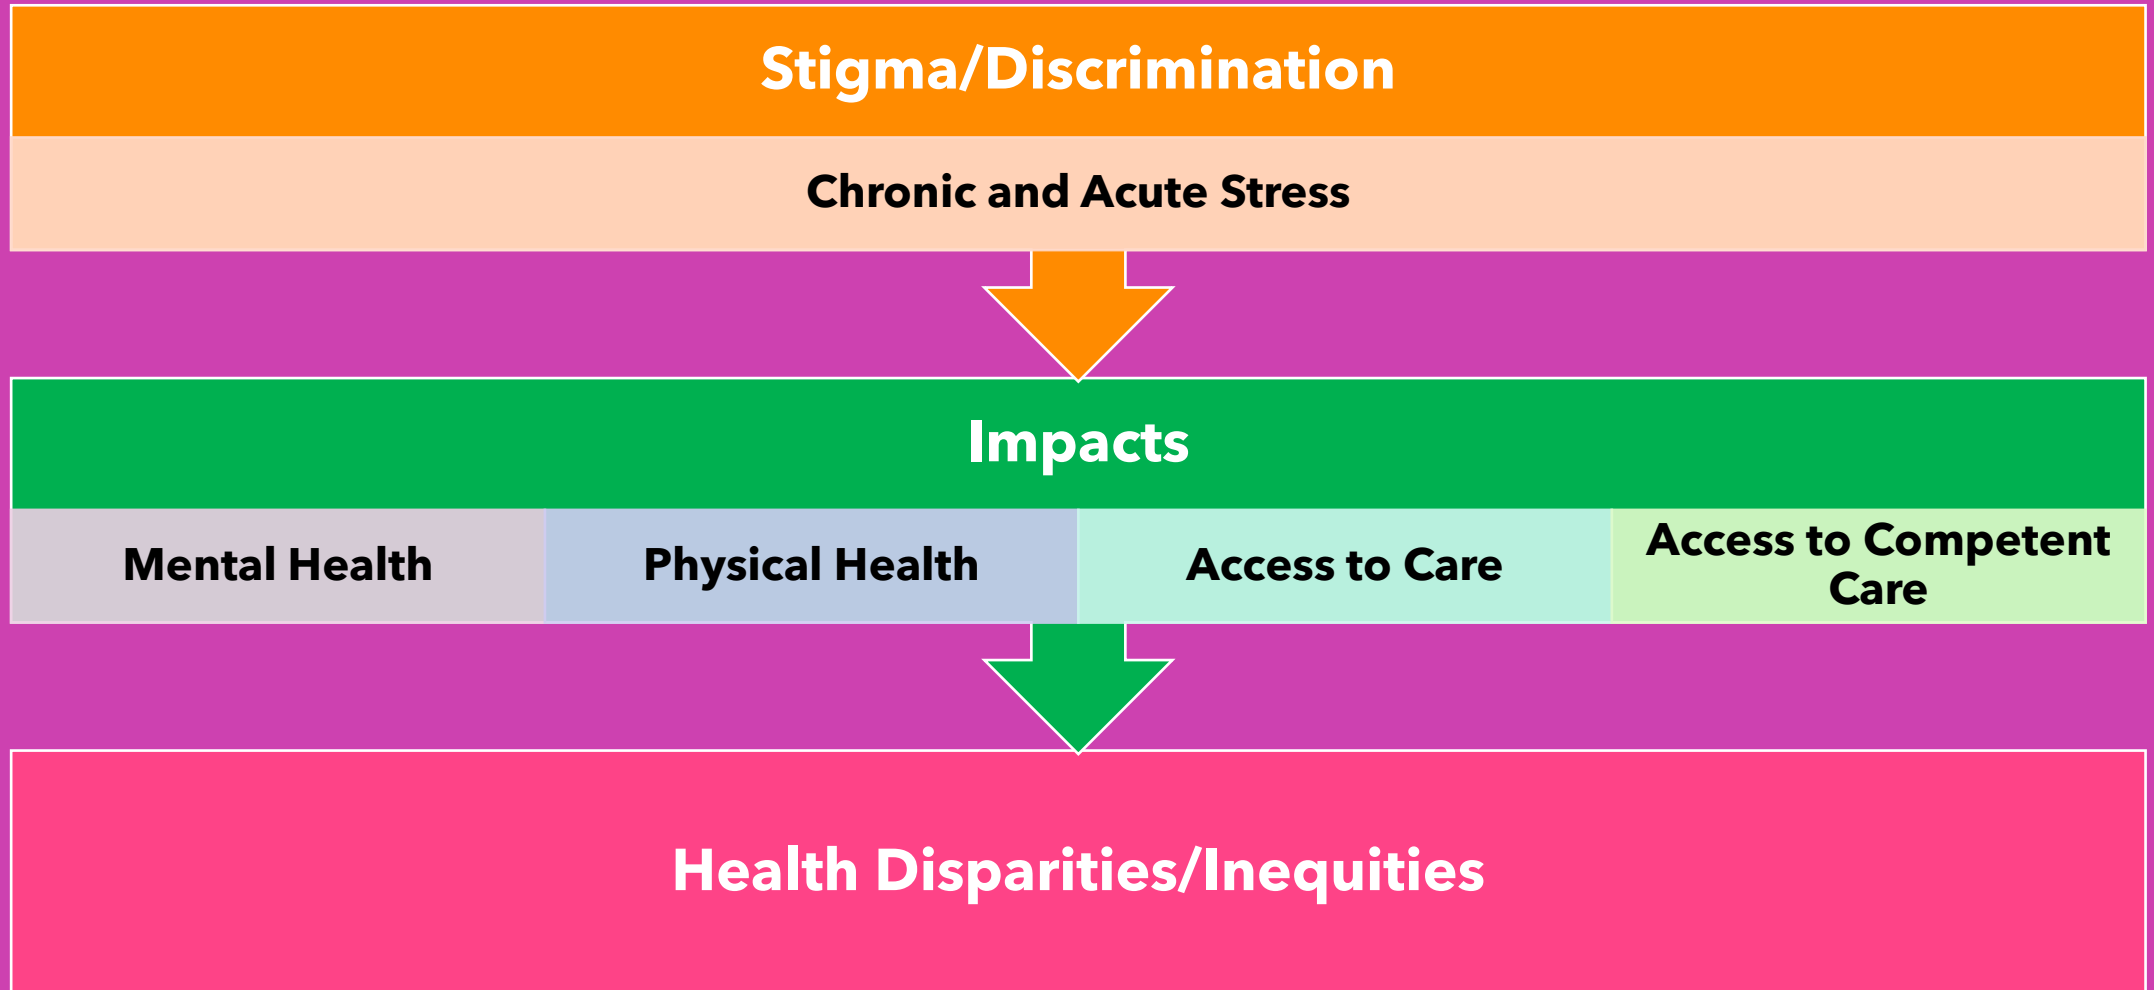 Stigma/Discrimination
Chronic and Acute Stress
Impacts
Mental Health
Physical Health
Access to Care
Access to Competent
Care
Health Disparities/Inequities